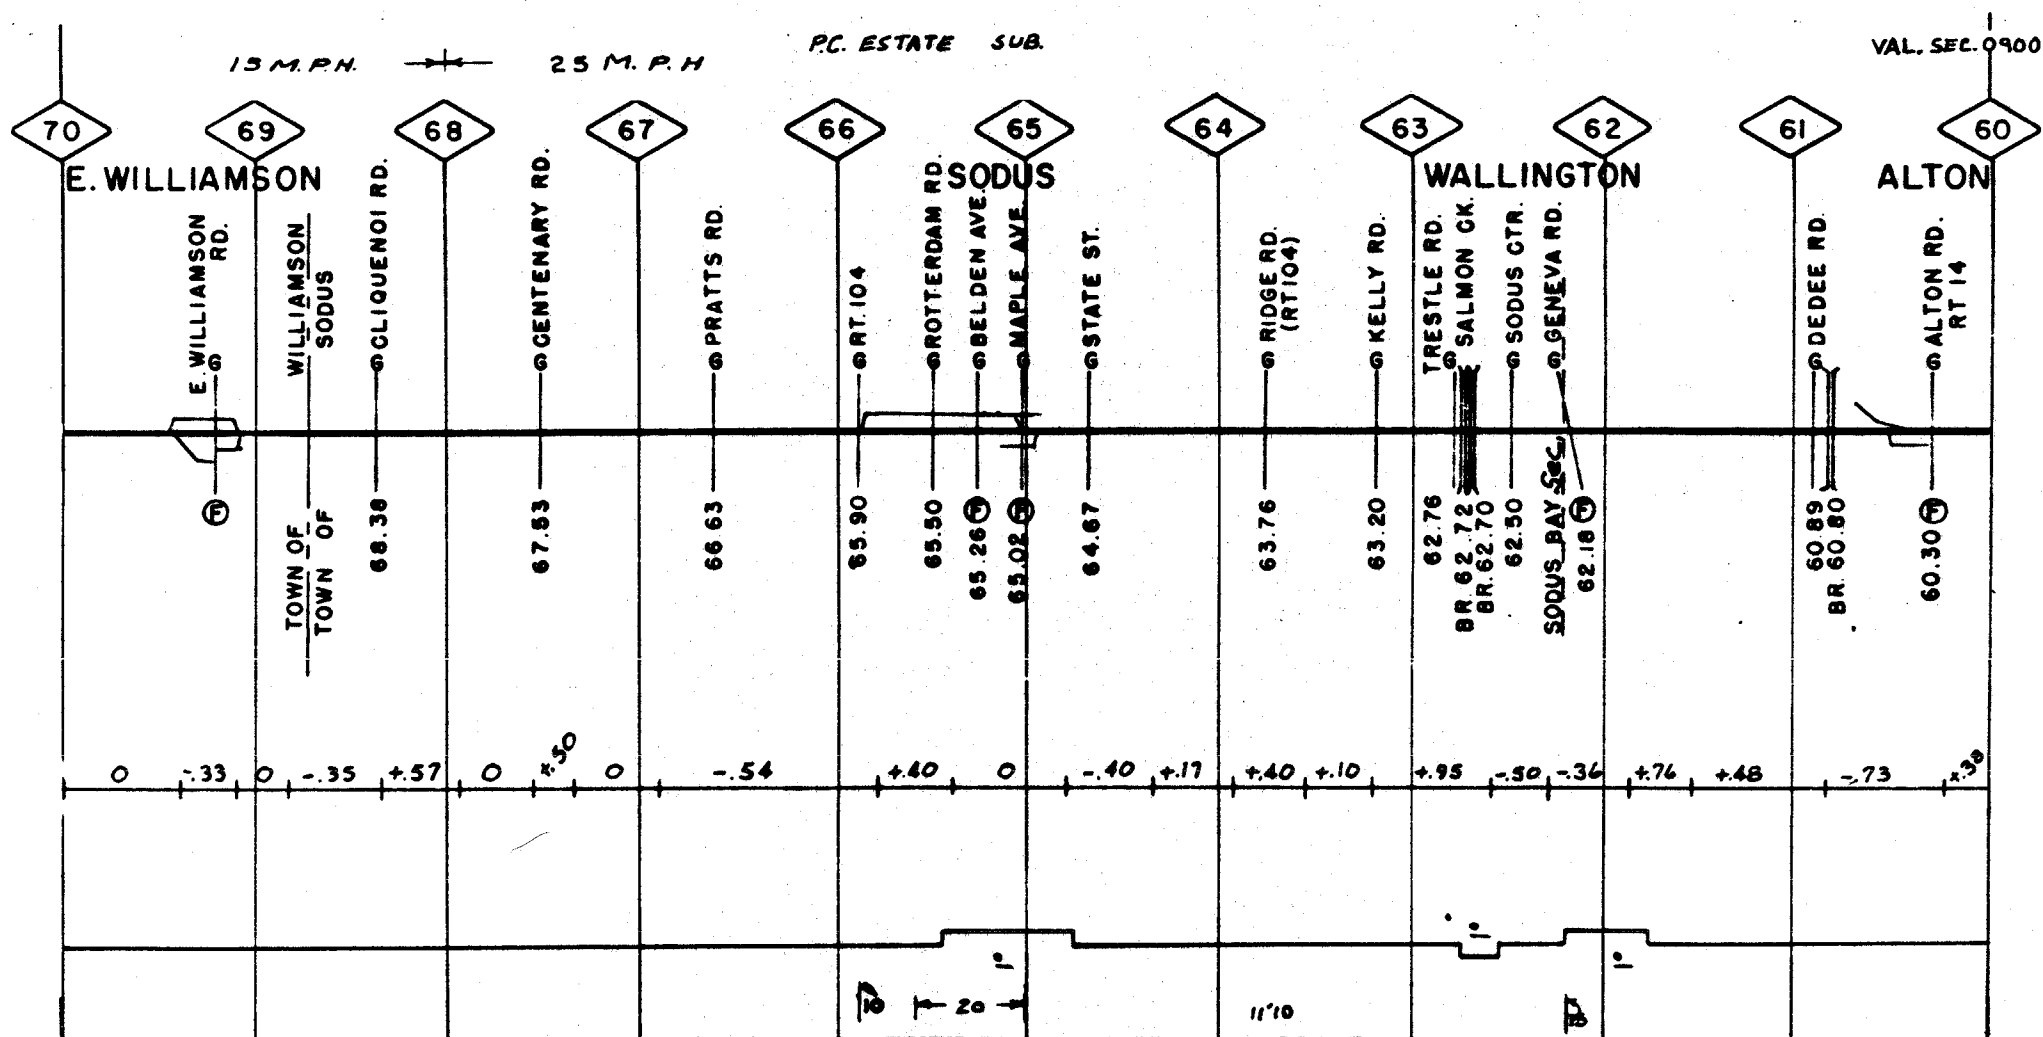 P.C. ESTATE SUB.
VAL. SEC. 0900
15 M.P.H.
25 M.P.H
70 69 68 67 66 65 64 63 62 61 60
E. WILLIAMSON
SODUS
WALLINGTON
ALTON
E. WILLIAMSON
RD.
WILLIAMSON
SODUS
CLIQUENOI RD.
CENTENARY RD.
PRATTS RD.
RT. 104
ROTTERDAM RD.
BELDEN AVE.
MAPLE AVE.
STATE ST.
RIDGE RD.
(RT104)
KELLY RD.
TRESTLE RD.
SALMON CK.
SODUS CTR.
GENEVA RD.
DEDEE RD.
ALTON RD.
RT 14
G G G G G G G G G G G G G G G G
F
TOWN OF
TOWN OF
68.38
67.53
66.63
65.90
65.50
65.26 F
65.02 F
64.67
63.76
63.20
62.76
BR. 62.72
BR. 62.70
62.50
SODUS BAY Sec.
62.18 F
60.89
BR. 60.80
60.30 F
0 -.33 0 -.35 +.57 0 +.50 0 -.54 +.40 0 -.40 +.17 +.40 +.10 +.95 -.50 -.36 +.76 +.48 -.73 +.38
1° 1° 1°
10 20 11"10